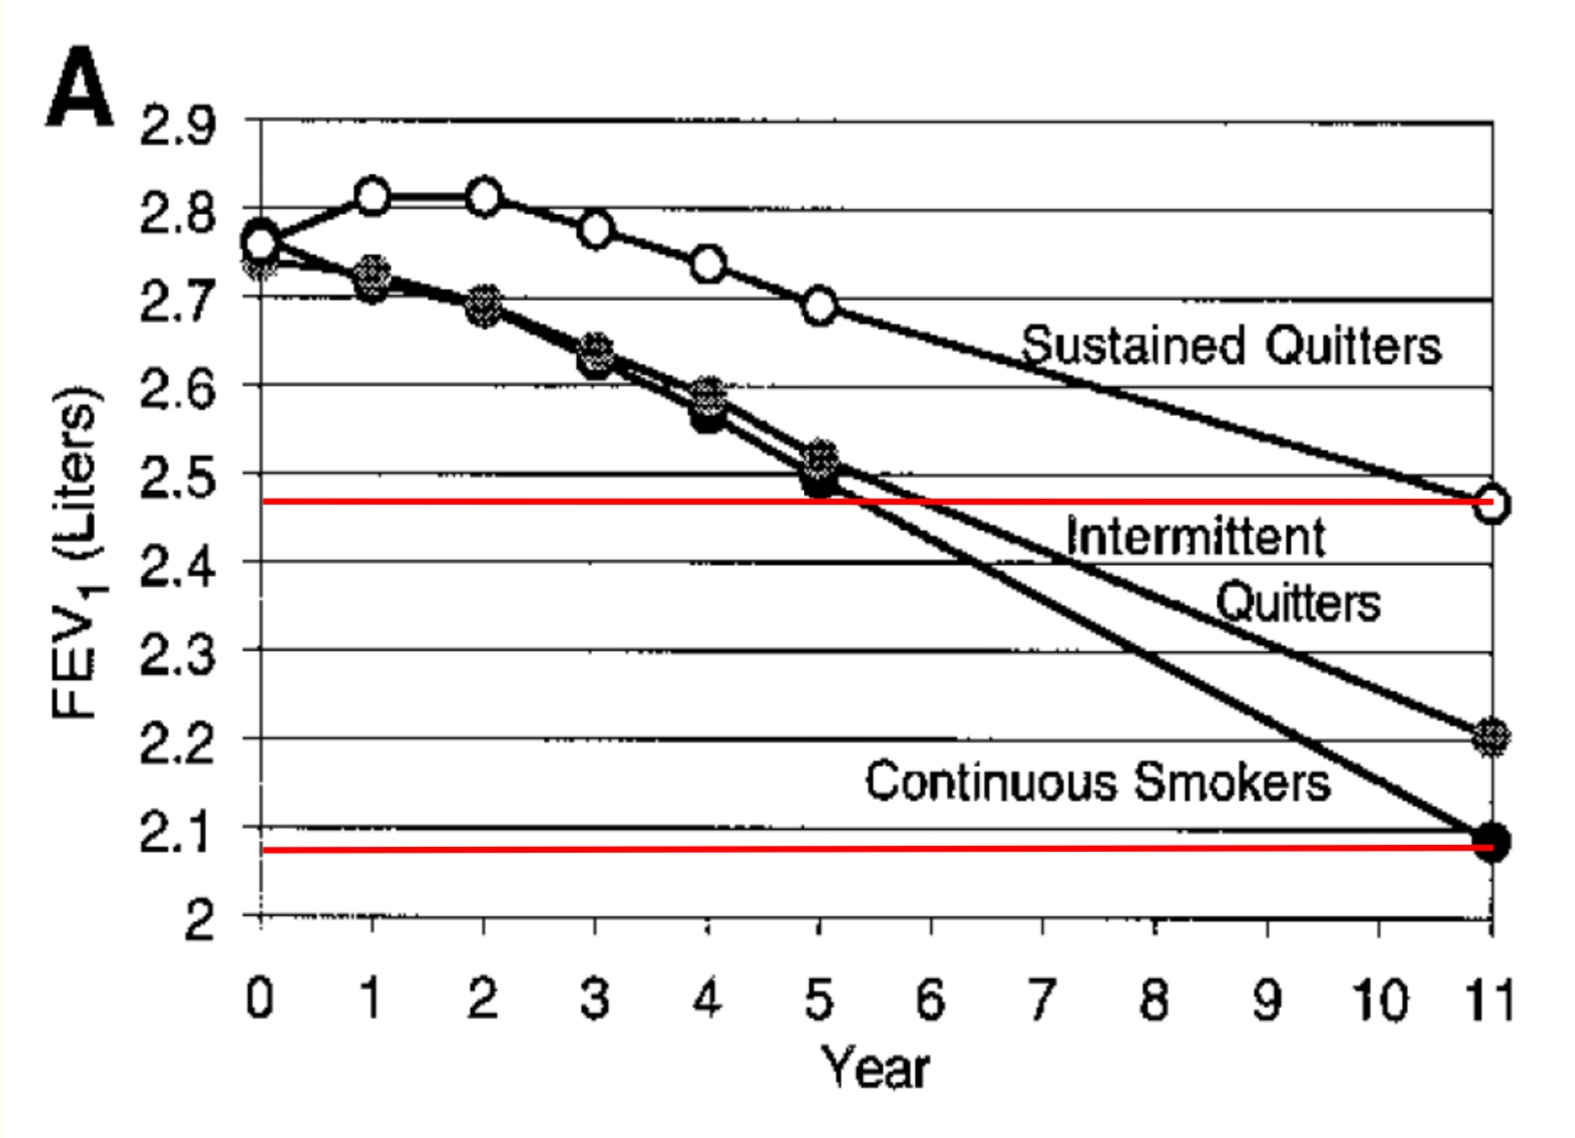 A
2.9
2.8
2.7
2.6
2.5
2.4
2.3
2.2
2.1
2
FEV1 (Liters)
Sustained Quitters
Intermittent
Quitters
Continuous Smokers
0 1 2 3 4 5 6 7 8 9 10 11
Year